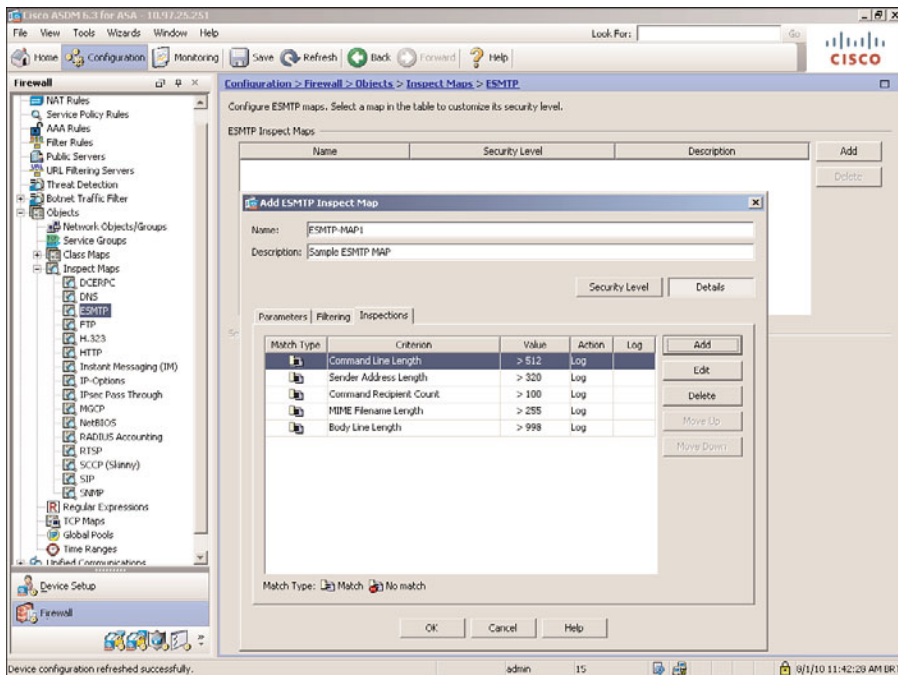 Cisco ASDM 6.3 for ASA - 10.97.25.251
File View Tools Wizards Window Help
Look For:
Go
Home Configuration Monitoring Save Refresh Back Forward Help
CISCO
Firewall
NAT Rules
Service Policy Rules
AAA Rules
Filter Rules
Public Servers
URL Filtering Servers
Threat Detection
Botnet Traffic Filter
Objects
Network Objects/Groups
Service Groups
Class Maps
Inspect Maps
DCERPC
DNS
ESMTP
FTP
H.323
HTTP
Instant Messaging (IM)
IP-Options
IPsec Pass Through
MGCP
NetBIOS
RADIUS Accounting
RTSP
SCCP (Skinny)
SIP
SNMP
Regular Expressions
TCP Maps
Global Pools
Time Ranges
Unified Communications
Device Setup
Firewall
Configuration > Firewall > Objects > Inspect Maps > ESMTP
Configure ESMTP maps. Select a map in the table to customize its security level.
ESMTP Inspect Maps
Name Security Level Description
Add
Delete
Add ESMTP Inspect Map
Name: ESMTP-MAP1
Description: Sample ESMTP MAP
Security Level Details
Parameters Filtering Inspections
Match Type Criterion Value Action Log
Command Line Length > 512 Log
Sender Address Length > 320 Log
Command Recipient Count > 100 Log
MIME Filename Length > 255 Log
Body Line Length > 998 Log
Add
Edit
Delete
Move Up
Move Down
Match Type: Match No match
OK Cancel Help
Device configuration refreshed successfully.
admin 15
8/1/10 11:42:29 AM BRT